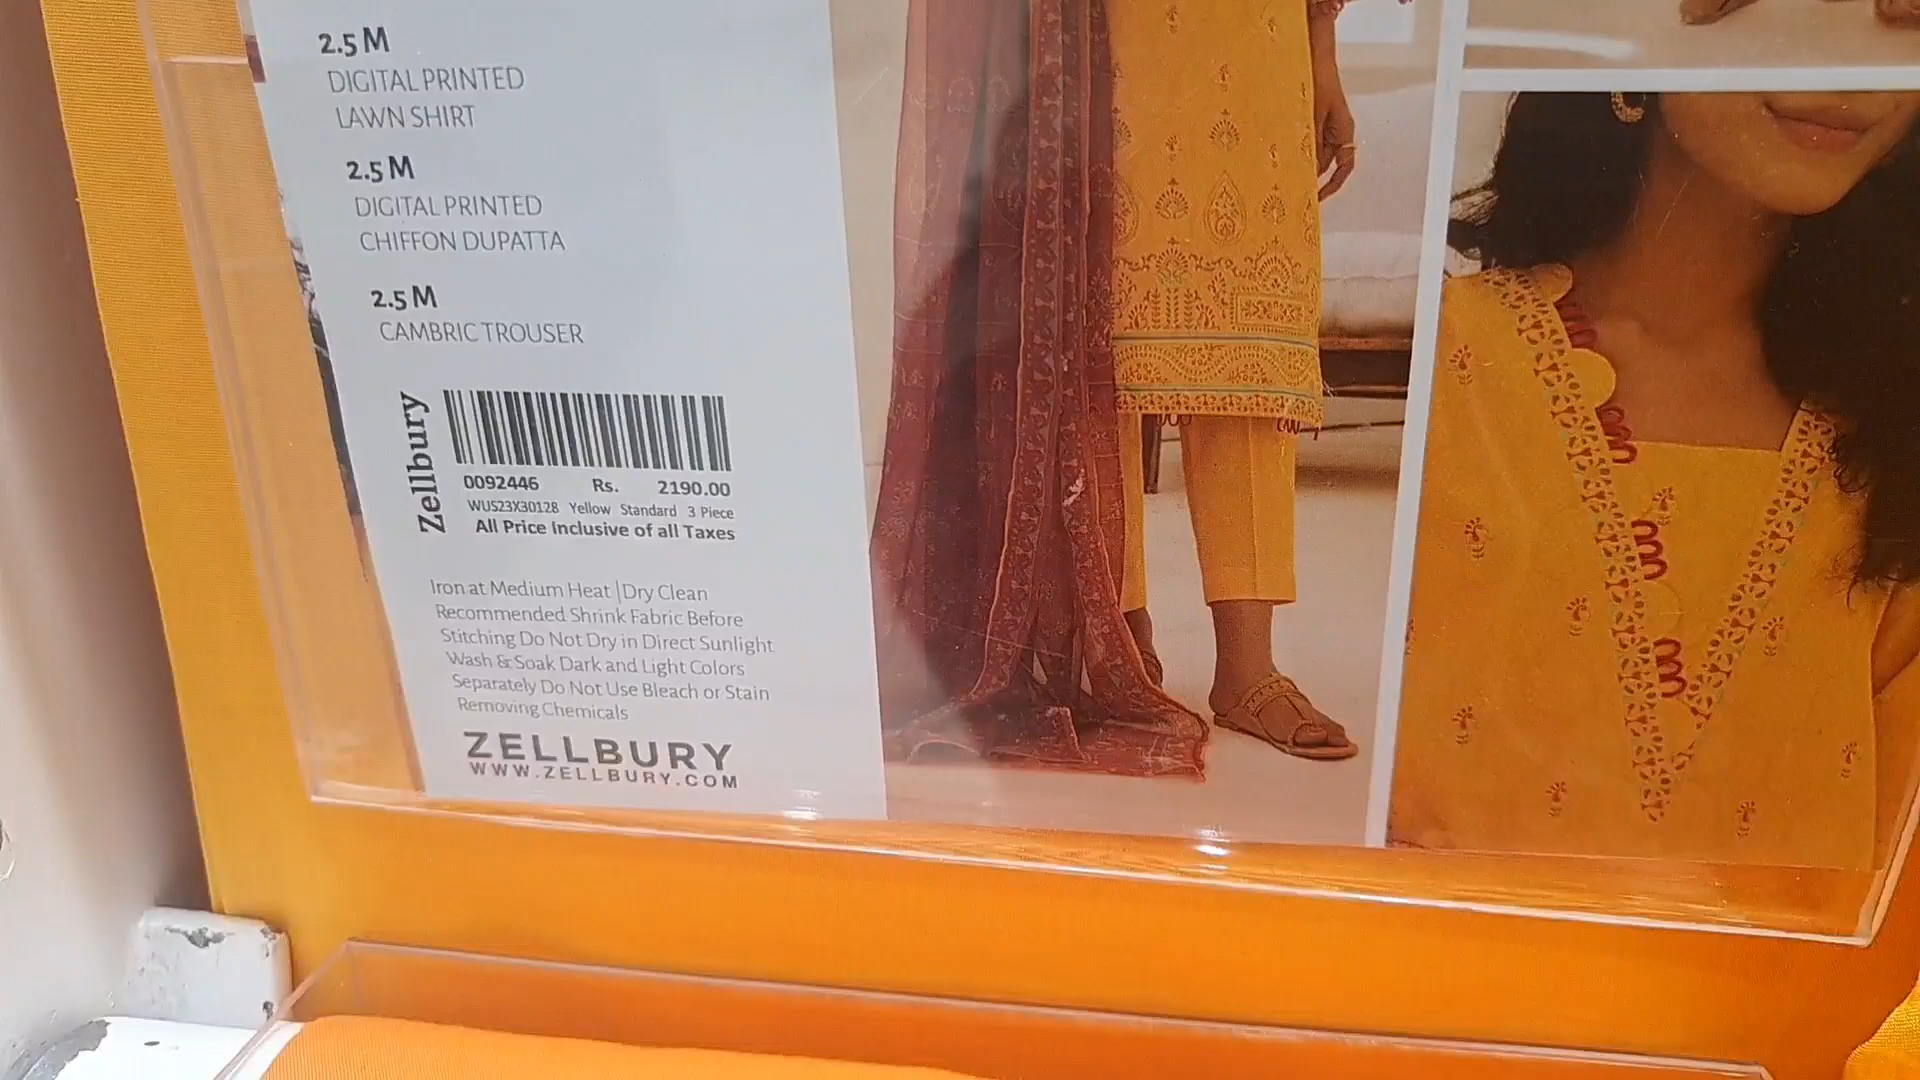 2.5 M
DIGITAL PRINTED
LAWN SHIRT
2.5 M
DIGITAL PRINTED
CHIFFON DUPATTA
2.5 M
CAMBRIC TROUSER
Zellbury
0092446 Rs. 2190.00
WUS23X30128 Yellow Standard 3 Piece
All Price Inclusive of all Taxes
Iron at Medium Heat | Dry Clean
Recommended Shrink Fabric Before
Stitching Do Not Dry in Direct Sunlight
Wash & Soak Dark and Light Colors
Separately Do Not Use Bleach or Stain
Removing Chemicals
ZELLBURY
WWW.ZELLBURY.COM